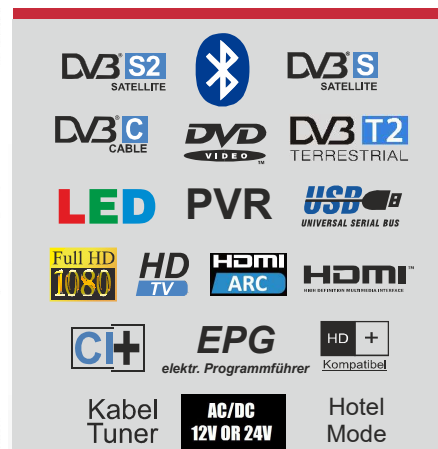 DVB S2
SATELLITE
DVB S
SATELLITE
DVB C
CABLE
DVD
VIDEO
DVB T2
TERRESTRIAL
LED
PVR
USB
UNIVERSAL SERIAL BUS
Full HD
1080
HD
TV
HDMI
ARC
HDMI™
HIGH DEFINITION MULTIMEDIA INTERFACE
CI+
EPG
elektr. Programmführer
HD +
Kompatibel
Kabel
Tuner
AC/DC
12V OR 24V
Hotel
Mode